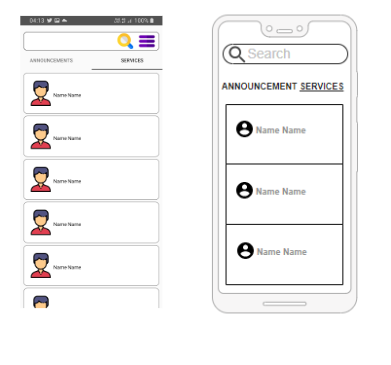 04:13
100%
ANNOUNCEMENTS SERVICES
Name Name
Name Name
Name Name
Name Name
Name Name
Search
ANNOUNCEMENT SERVICES
Name Name
Name Name
Name Name